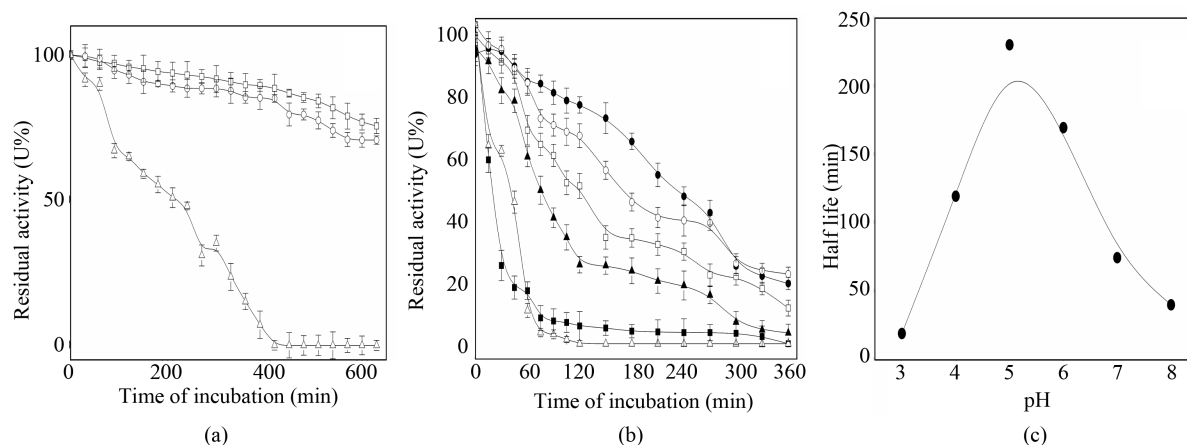 100
50
0
Residual activity (U%)
0 200 400 600
Time of incubation (min)
(a)
100
80
60
40
20
0
Residual activity (U%)
0 60 120 180 240 300 360
Time of incubation (min)
(b)
250
200
150
100
50
0
Half life (min)
3 4 5 6 7 8
pH
(c)